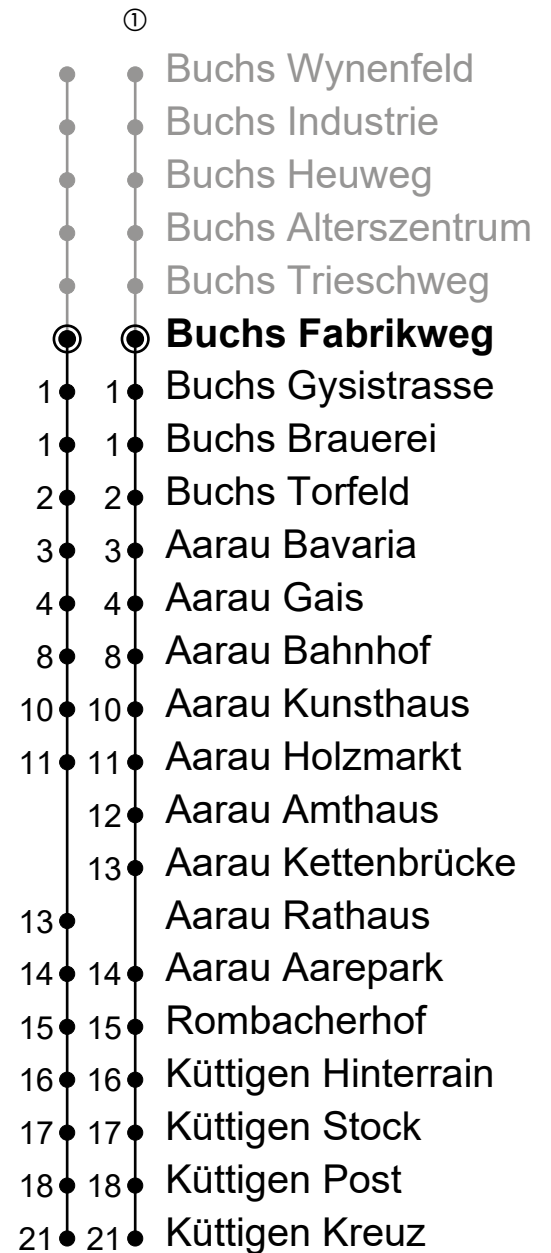 ①
Buchs Wynenfeld
Buchs Industrie
Buchs Heuweg
Buchs Alterszentrum
Buchs Trieschweg
Buchs Fabrikweg
1 1 Buchs Gysistrasse
1 1 Buchs Brauerei
2 2 Buchs Torfeld
3 3 Aarau Bavaria
4 4 Aarau Gais
8 8 Aarau Bahnhof
10 10 Aarau Kunsthaus
11 11 Aarau Holzmarkt
12 Aarau Amthaus
13 Aarau Kettenbrücke
13 Aarau Rathaus
14 14 Aarau Aarepark
15 15 Rombacherhof
16 16 Küttigen Hinterrain
17 17 Küttigen Stock
18 18 Küttigen Post
21 21 Küttigen Kreuz